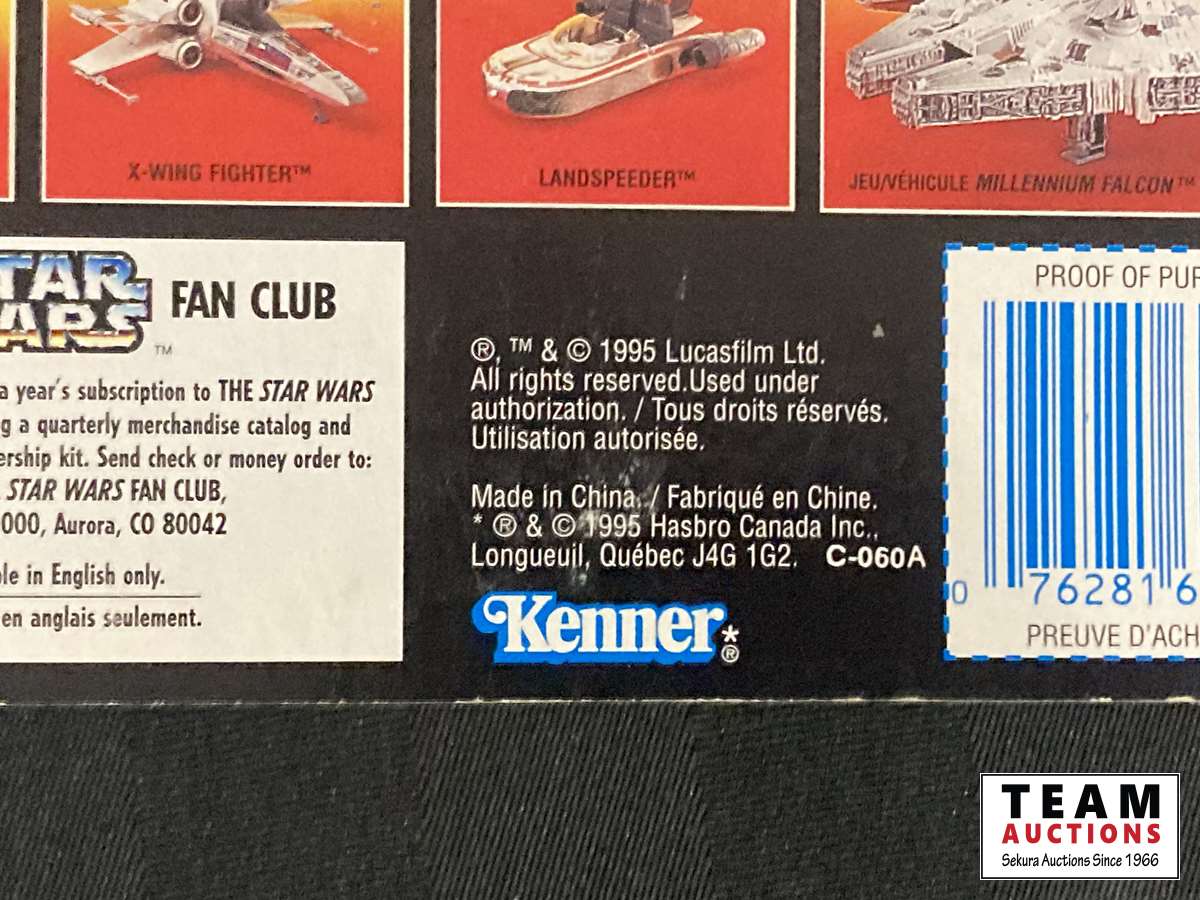 X-WING FIGHTER™
LANDSPEEDER™
JEU/VÉHICULE MILLENNIUM FALCON™
STAR
WARS
™
FAN CLUB
a year's subscription to THE STAR WARS
g a quarterly merchandise catalog and
ership kit. Send check or money order to:
STAR WARS FAN CLUB,
000, Aurora, CO 80042
le in English only.
en anglais seulement.
®, ™ & © 1995 Lucasfilm Ltd.
All rights reserved.Used under
authorization. / Tous droits réservés.
Utilisation autorisée.
Made in China. / Fabriqué en Chine.
* ® & © 1995 Hasbro Canada Inc.,
Longueuil, Québec J4G 1G2. C-060A
Kenner*®
PROOF OF PUR
0 76281 6
PREUVE D'ACH
TEAM
AUCTIONS
Sekura Auctions Since 1966